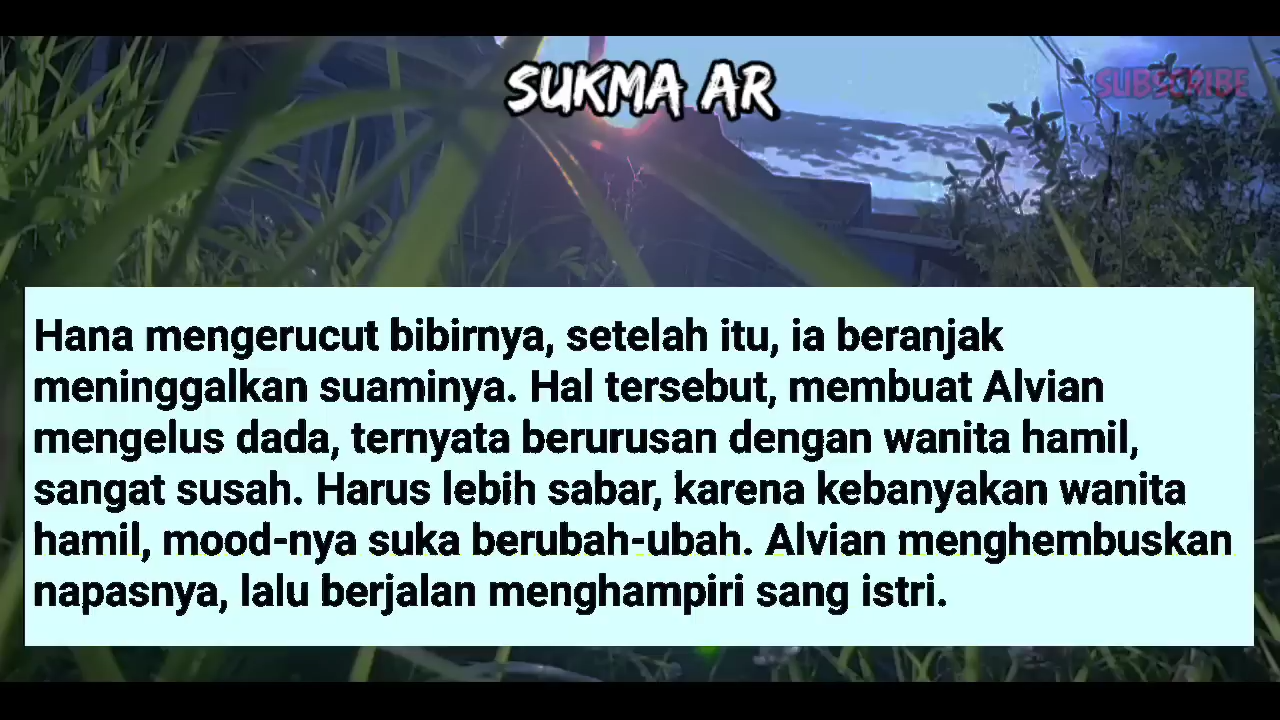 SUKMA AR
SUBSCRIBE
Hana mengerucut bibirnya, setelah itu, ia beranjak
meninggalkan suaminya. Hal tersebut, membuat Alvian
mengelus dada, ternyata berurusan dengan wanita hamil,
sangat susah. Harus lebih sabar, karena kebanyakan wanita
hamil, mood-nya suka berubah-ubah. Alvian menghembuskan
napasnya, lalu berjalan menghampiri sang istri.